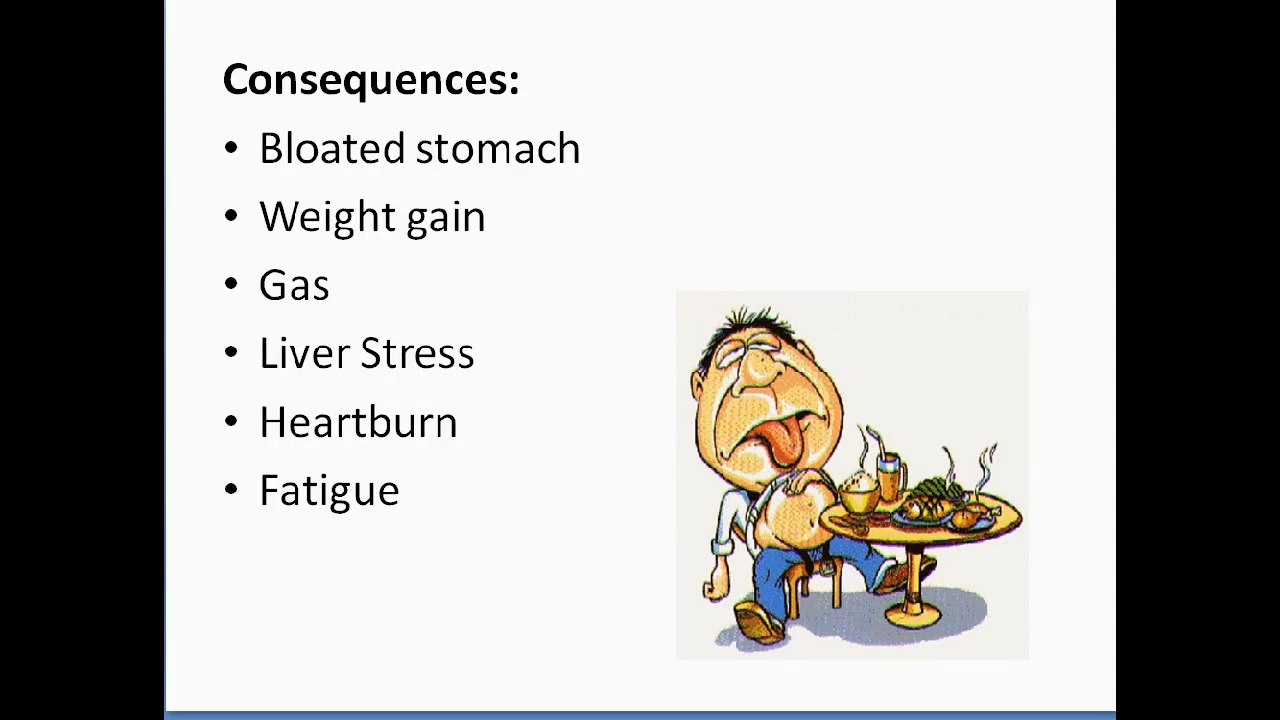 Consequences:
• Bloated stomach
• Weight gain
• Gas
• Liver Stress
• Heartburn
• Fatigue